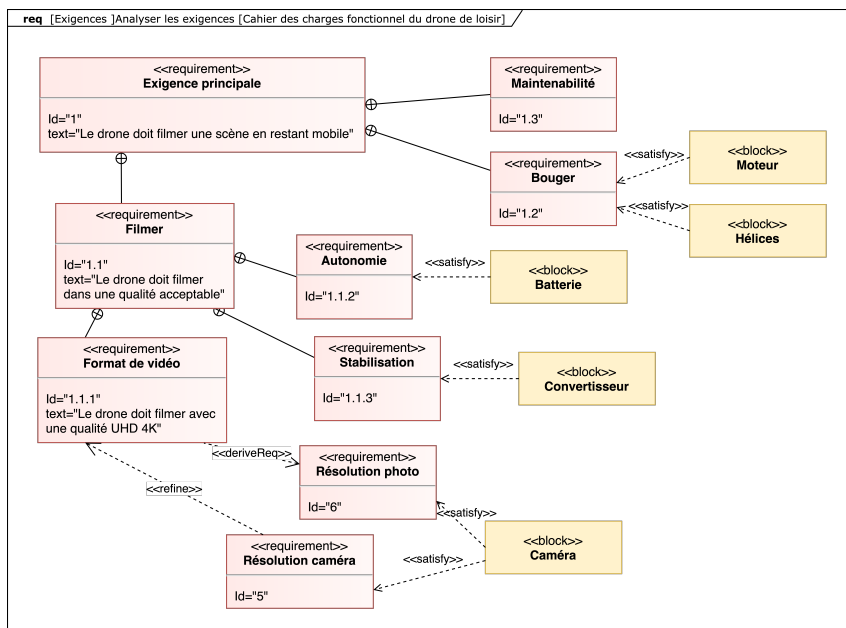 req [Exigences ]Analyser les exigences [Cahier des charges fonctionnel du drone de loisir]
<<requirement>>
Exigence principale
Id="1"
text="Le drone doit filmer une scène en restant mobile"
<<requirement>>
Maintenabilité
Id="1.3"
<<requirement>>
Bouger
Id="1.2"
<<satisfy>>
<<block>>
Moteur
<<satisfy>>
<<block>>
Hélices
<<requirement>>
Filmer
Id="1.1"
text="Le drone doit filmer
dans une qualité acceptable"
<<requirement>>
Autonomie
Id="1.1.2"
<<satisfy>>
<<block>>
Batterie
<<requirement>>
Format de vidéo
Id="1.1.1"
text="Le drone doit filmer avec
une qualité UHD 4K"
<<requirement>>
Stabilisation
Id="1.1.3"
<<satisfy>>
<<block>>
Convertisseur
<<deriveReq>>
<<requirement>>
Résolution photo
Id="6"
<<refine>>
<<satisfy>>
<<block>>
Caméra
<<requirement>>
Résolution caméra
Id="5"
<<satisfy>>